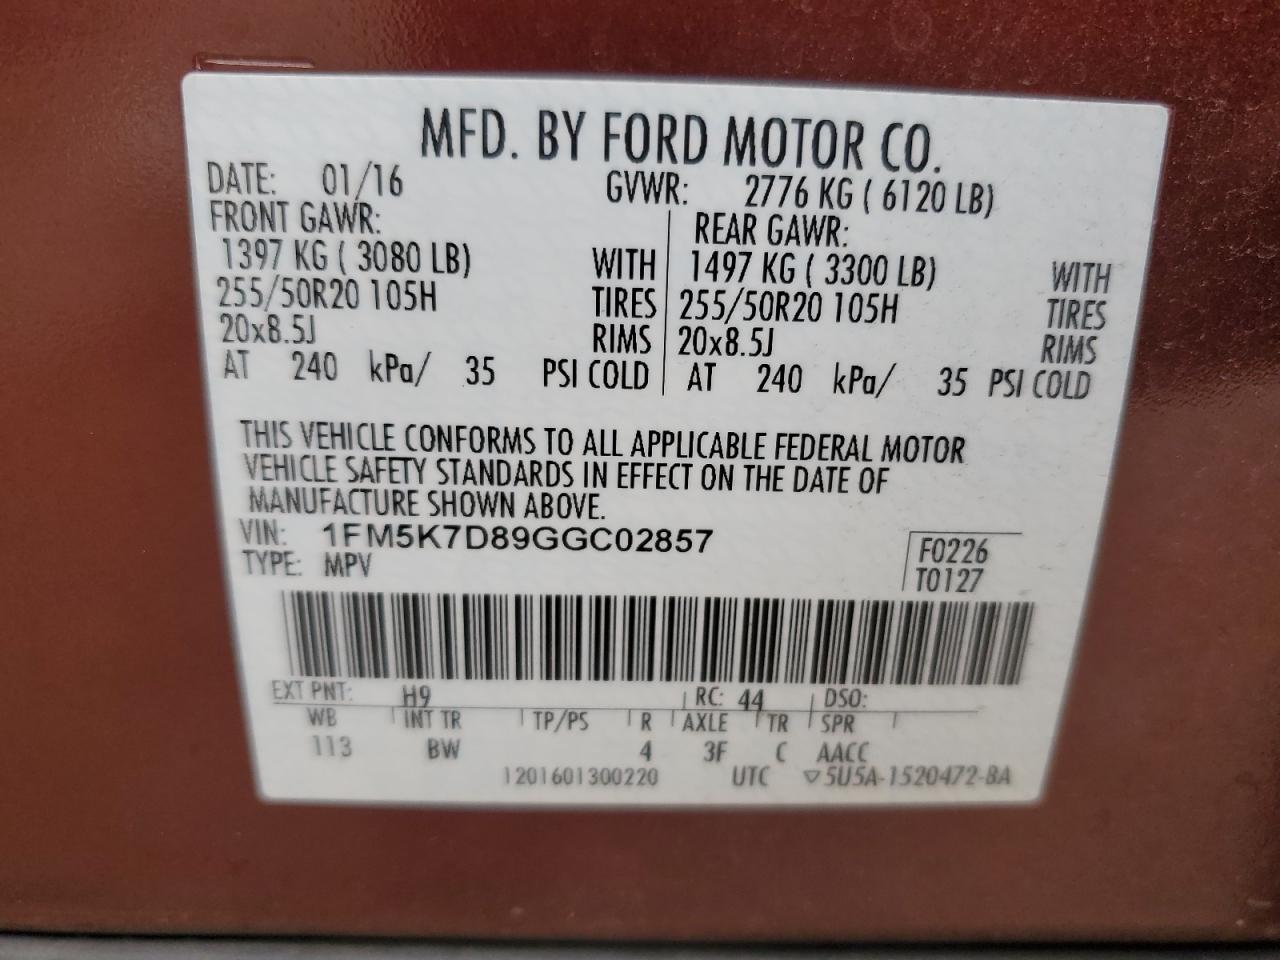 MFD. BY FORD MOTOR CO.
DATE: 01/16 GVWR: 2776 KG ( 6120 LB)
FRONT GAWR: REAR GAWR:
1397 KG ( 3080 LB) WITH 1497 KG ( 3300 LB) WITH
255/50R20 105H TIRES 255/50R20 105H TIRES
20x8.5J RIMS 20x8.5J RIMS
AT 240 kPa/ 35 PSI COLD AT 240 kPa/ 35 PSI COLD
THIS VEHICLE CONFORMS TO ALL APPLICABLE FEDERAL MOTOR
VEHICLE SAFETY STANDARDS IN EFFECT ON THE DATE OF
MANUFACTURE SHOWN ABOVE.
VIN: 1FM5K7D89GGC02857 F0226
TYPE: MPV T0127
EXT PNT: H9 RC: 44 DSO:
WB INT TR TP/PS R AXLE TR SPR
113 BW 4 3F C AACC
1201601300220 UTC ▽5U5A-1520472-BA